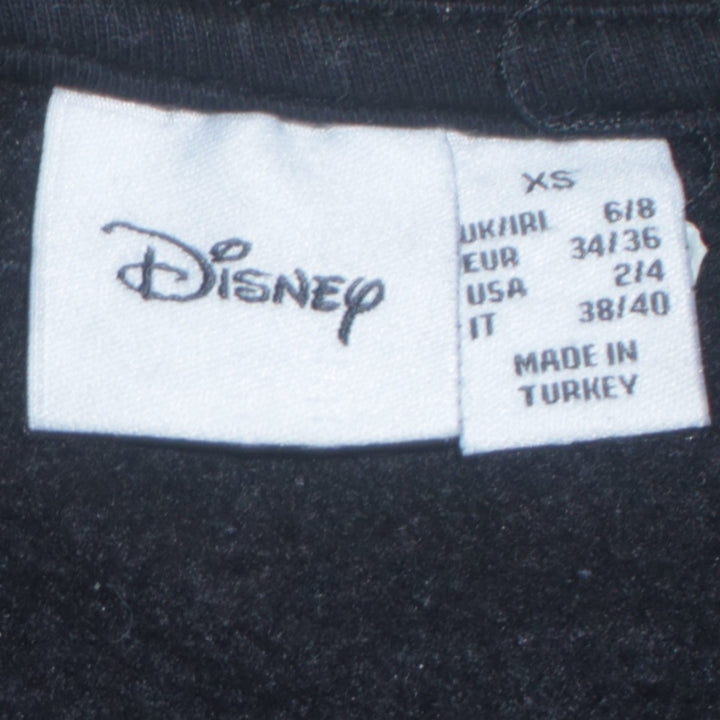 Disney
XS
UK/IRL 6/8
EUR 34/36
USA 2/4
IT 38/40
MADE IN
TURKEY